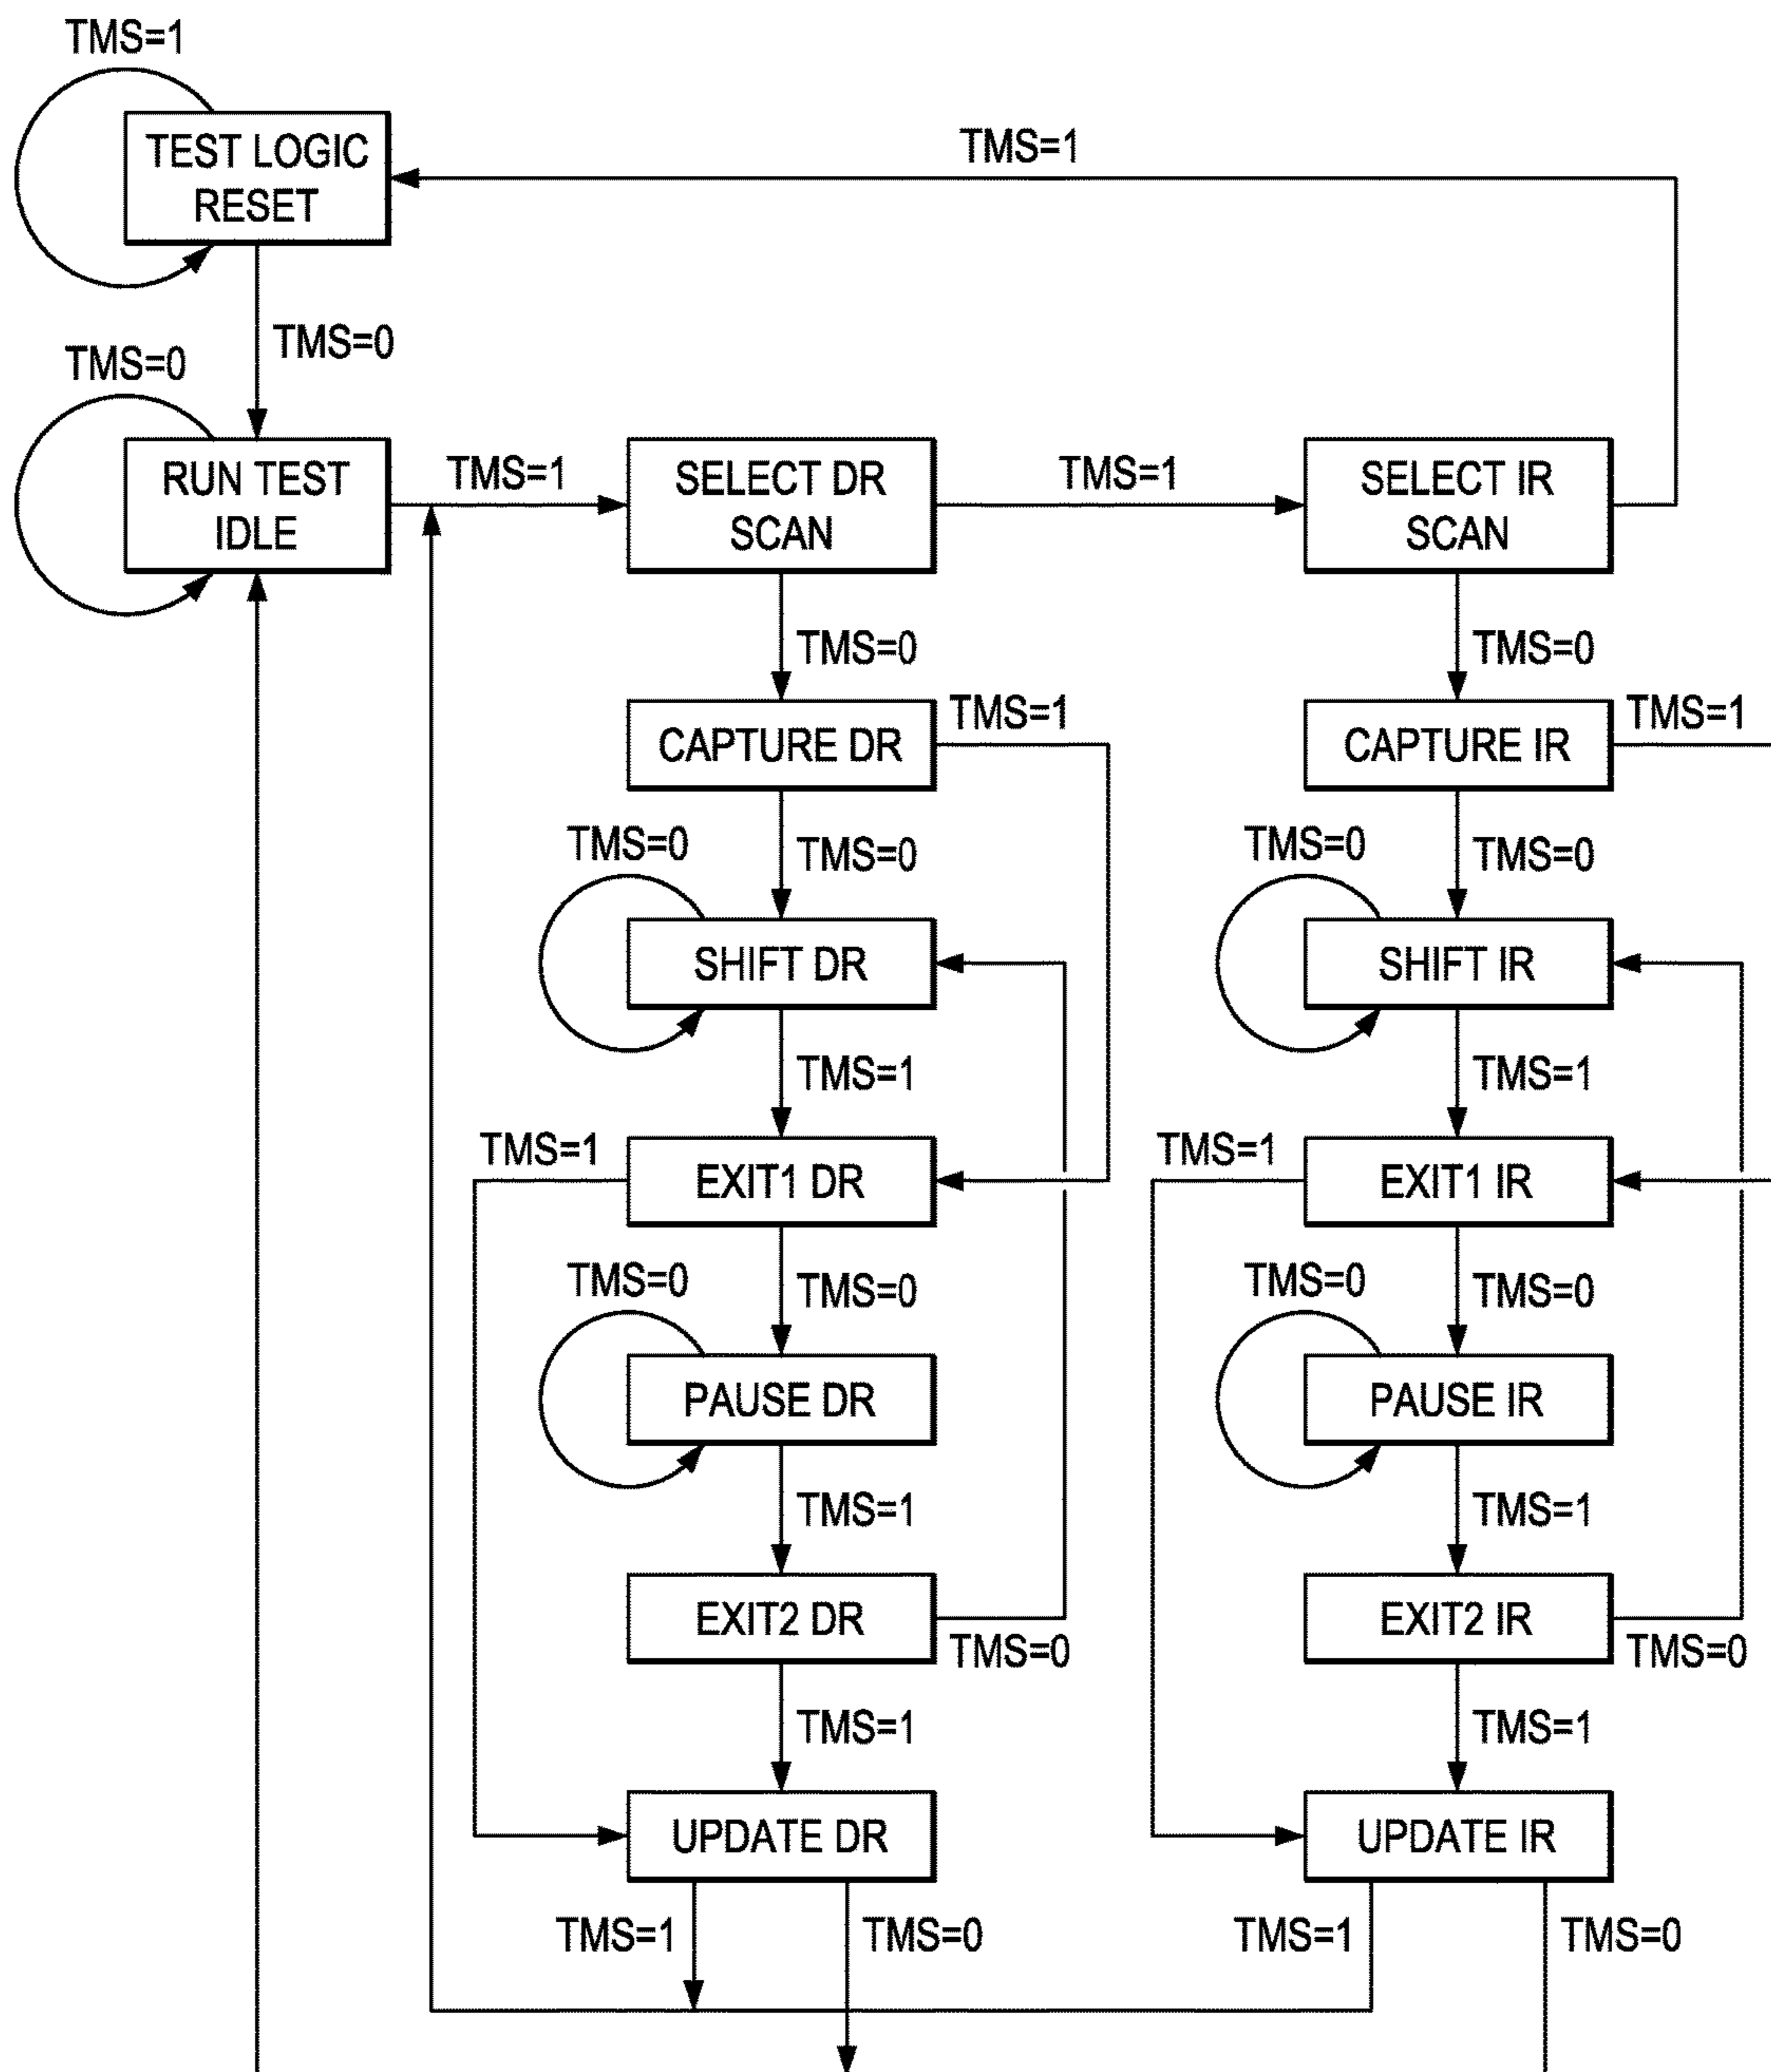 TMS=1
TEST LOGIC
RESET
TMS=1
TMS=0
TMS=0
RUN TEST
IDLE
TMS=1
SELECT DR
SCAN
TMS=1
SELECT IR
SCAN
TMS=0
TMS=0
CAPTURE DR
TMS=1
CAPTURE IR
TMS=1
TMS=0
TMS=0
TMS=0
TMS=0
SHIFT DR
SHIFT IR
TMS=1
TMS=1
TMS=1
EXIT1 DR
TMS=1
EXIT1 IR
TMS=0
TMS=0
TMS=0
TMS=0
PAUSE DR
PAUSE IR
TMS=1
TMS=1
EXIT2 DR
TMS=0
EXIT2 IR
TMS=0
TMS=1
TMS=1
UPDATE DR
UPDATE IR
TMS=1
TMS=0
TMS=1
TMS=0